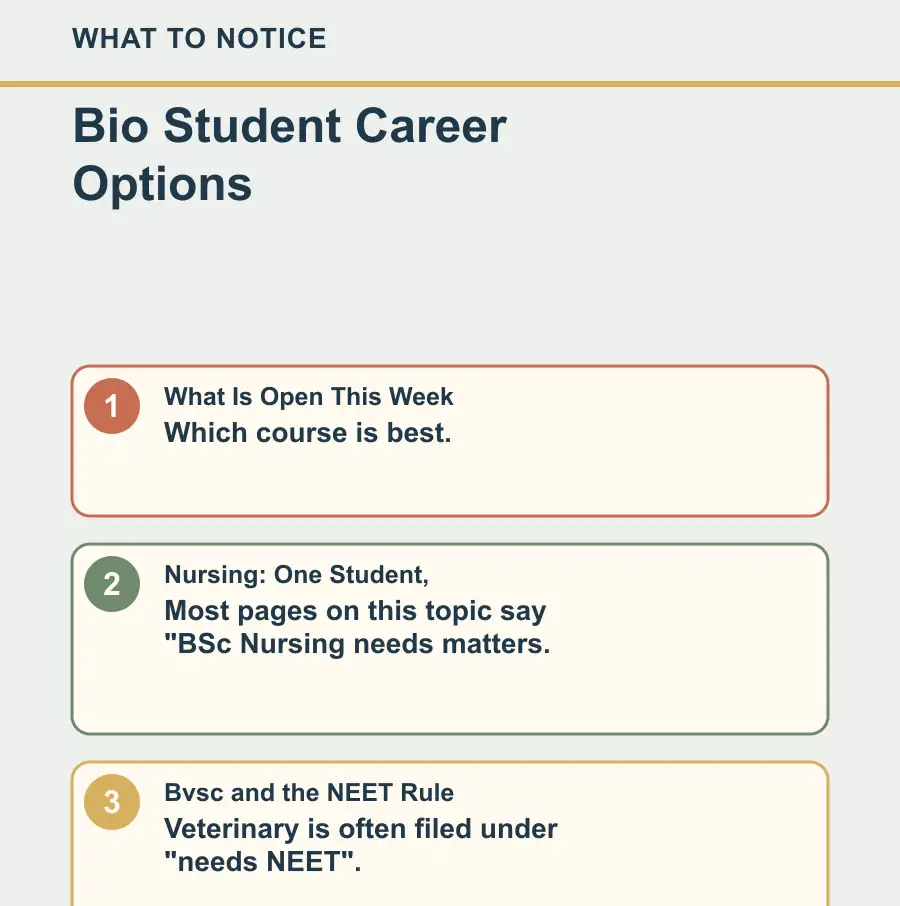 WHAT TO NOTICE
Bio Student Career
Options
1
What Is Open This Week
Which course is best.
2
Nursing: One Student,
Most pages on this topic say
"BSc Nursing needs matters.
3
Bvsc and the NEET Rule
Veterinary is often filed under
"needs NEET".